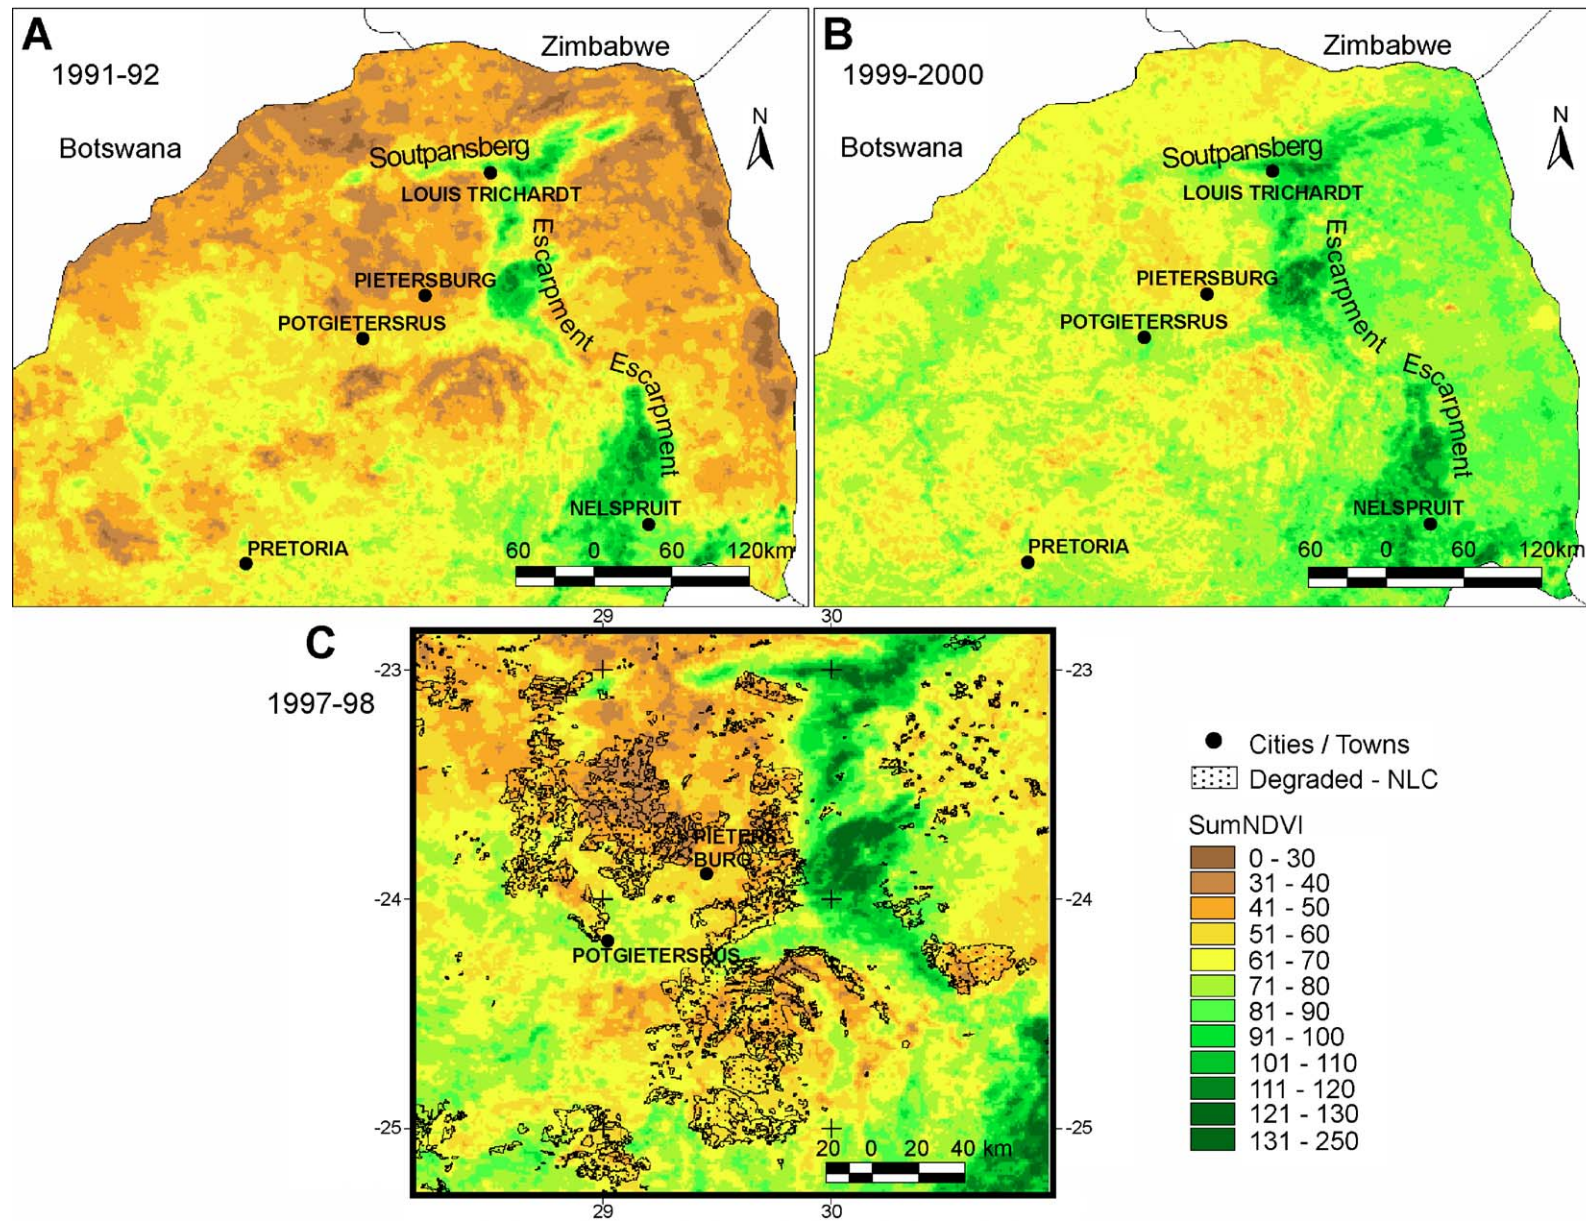 A
1991-92
Zimbabwe
Botswana
N
Soutpansberg
LOUIS TRICHARDT
Escarpment
PIETERSBURG
POTGIETERSRUS
Escarpment
NELSPRUIT
PRETORIA
60 0 60 120km
B
1999-2000
Zimbabwe
Botswana
N
Soutpansberg
LOUIS TRICHARDT
Escarpment
PIETERSBURG
POTGIETERSRUS
Escarpment
NELSPRUIT
PRETORIA
60 0 60 120km
C
1997-98
29 30
-23 -23
PIETERS
BURG
-24 -24
POTGIETERSRUS
-25 -25
20 0 20 40 km
29 30
Cities / Towns
Degraded - NLC
SumNDVI
0 - 30
31 - 40
41 - 50
51 - 60
61 - 70
71 - 80
81 - 90
91 - 100
101 - 110
111 - 120
121 - 130
131 - 250